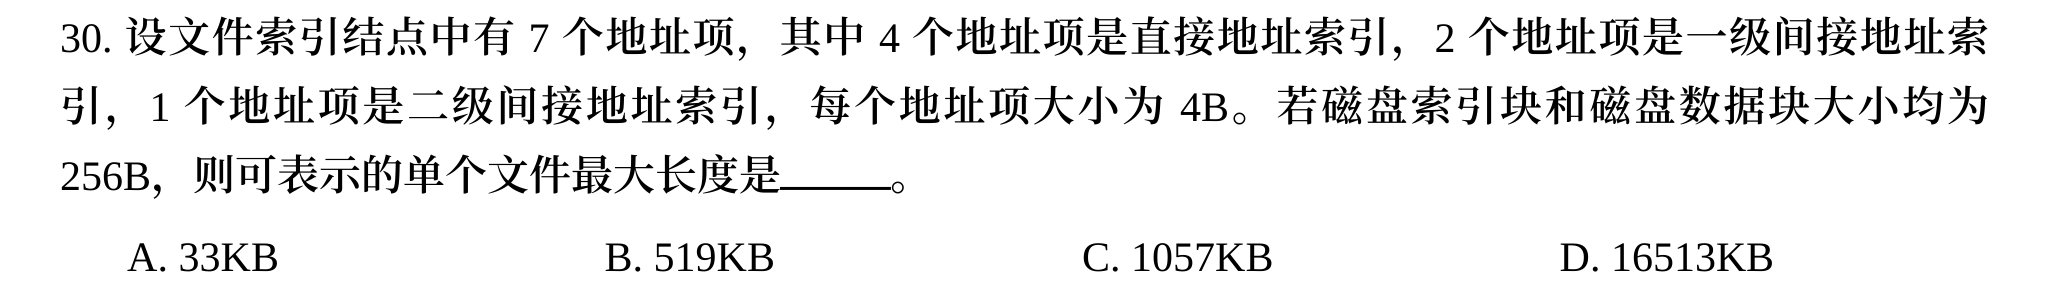 30. 设文件索引结点中有 7 个地址项，其中 4 个地址项是直接地址索引，2 个地址项是一级间接地址索
引，1 个地址项是二级间接地址索引，每个地址项大小为 4B。若磁盘索引块和磁盘数据块大小均为
256B，则可表示的单个文件最大长度是_____。
A. 33KB B. 519KB C. 1057KB D. 16513KB